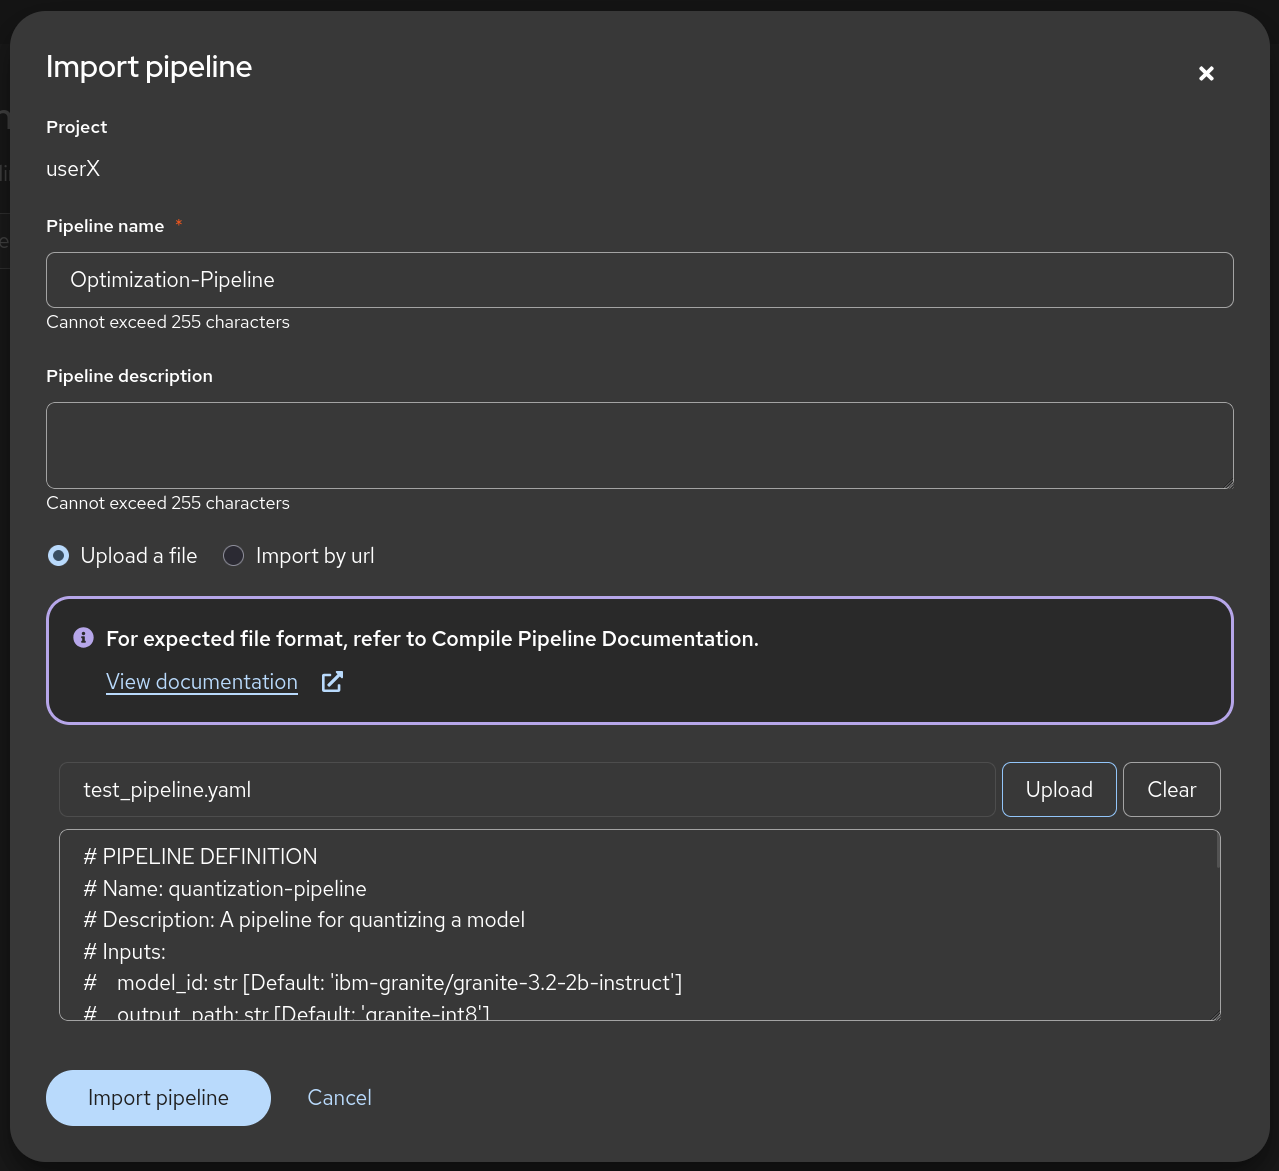 Import pipeline
Project
userX
Pipeline name *
Optimization-Pipeline
Cannot exceed 255 characters
Pipeline description
Cannot exceed 255 characters
Upload a file Import by url
For expected file format, refer to Compile Pipeline Documentation.
View documentation
test_pipeline.yaml Upload Clear
# PIPELINE DEFINITION
# Name: quantization-pipeline
# Description: A pipeline for quantizing a model
# Inputs:
#    model_id: str [Default: 'ibm-granite/granite-3.2-2b-instruct']
#    output_path: str [Default: 'granite-int8']
Import pipeline Cancel